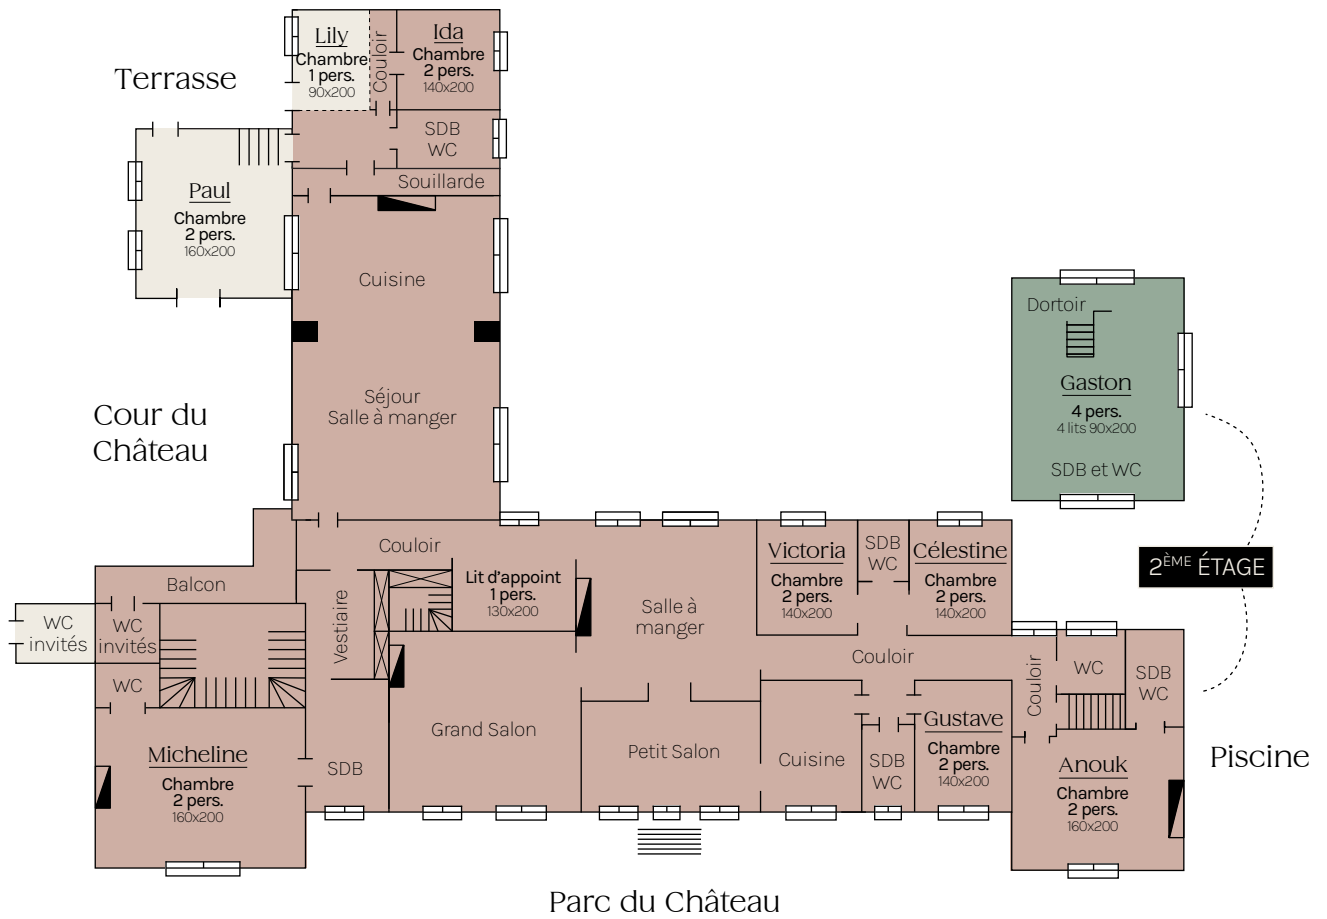 Terrasse
Lily
Chambre
1 pers.
90x200
Couloir
Ida
Chambre
2 pers.
140x200
SDB
WC
Souillarde
Paul
Chambre
2 pers.
160x200
Cuisine
Séjour
Salle à manger
Cour du
Château
Dortoir
Gaston
4 pers.
4 lits 90x200
SDB et WC
2ÈME ÉTAGE
Balcon
WC
invités
WC
invités
WC
Micheline
Chambre
2 pers.
160x200
SDB
Couloir
Vestiaire
Lit d'appoint
1 pers.
130x200
Grand Salon
Salle à
manger
Petit Salon
Victoria
Chambre
2 pers.
140x200
SDB
WC
Célestine
Chambre
2 pers.
140x200
Couloir
Cuisine
SDB
WC
Gustave
Chambre
2 pers.
140x200
Couloir
WC
SDB
WC
Anouk
Chambre
2 pers.
160x200
Piscine
Parc du Château